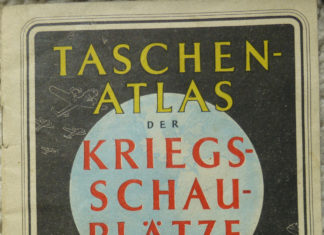 TASCHEN-
ATLAS
DER
KRIEGS-
SCHAU-
PLÄTZE